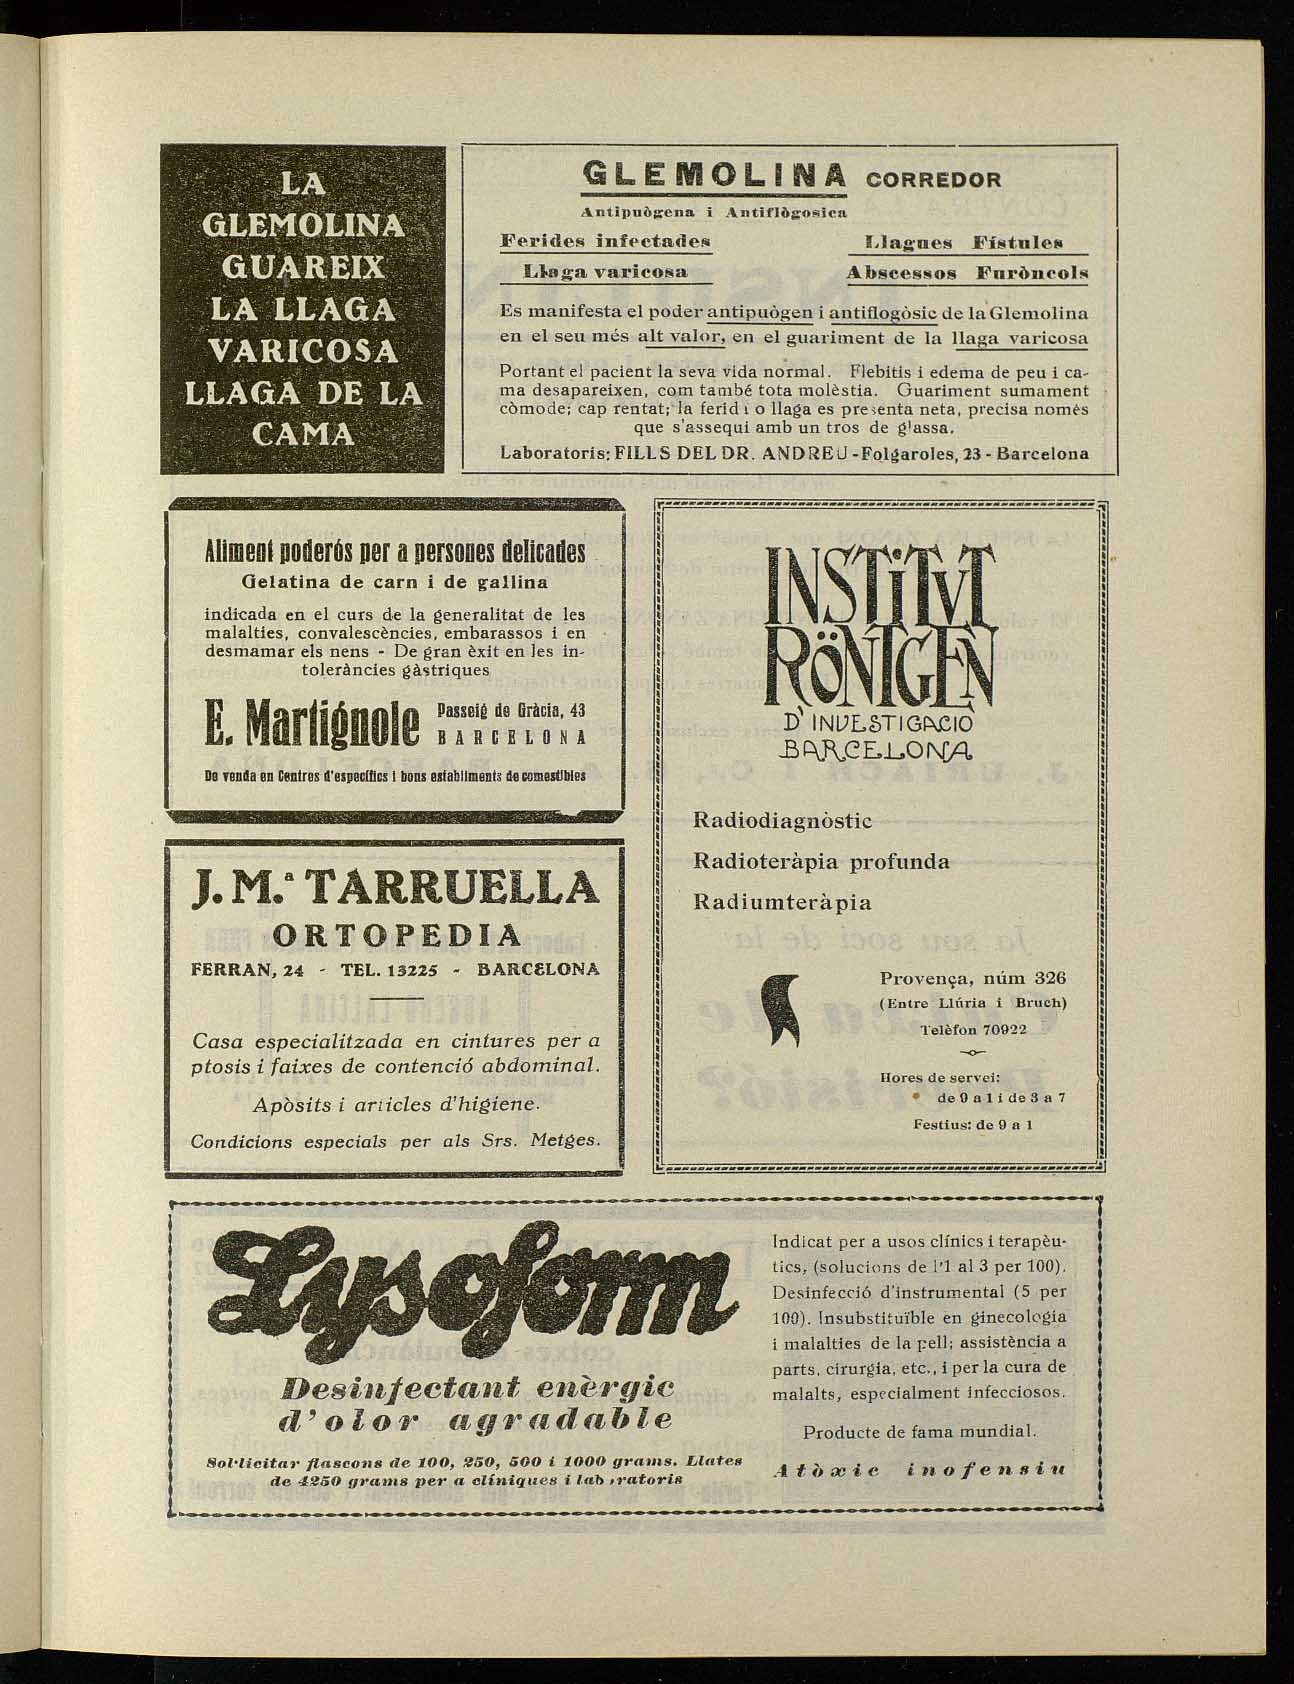 LA
GLEMOLINA
GUAREIX
LA LLAGA
VARICOSA
LLAGA DE LA
CAMA
GLEMOLINA CORREDOR
Antipuògena i Antiflògosica
Ferides infectades
Llagues Fístules
Llaga varicosa
Abscessos Furòncols
Es manifesta el poder antipuògen i antiflogòsic de la Glemolina
en el seu més alt valor, en el guariment de la llaga varicosa
Portant el pacient la seva vida normal. Flebitis i edema de peu i ca-
ma desapareixen, com també tota molèstia. Guariment sumament
còmode; cap rentat; la ferida o llaga es presenta neta, precisa només
que s'assequi amb un tros de glassa.
Laboratoris: FILLS DEL DR. ANDREU - Folgaroles, 23 - Barcelona
Aliment poderós per a persones delicades
Gelatina de carn i de gallina
indicada en el curs de la generalitat de les
malalties, convalescències, embarassos i en
desmamar els nens - De gran èxit en les in-
toleràncies gàstriques
E. Martignole
Passeig de Gràcia, 43
BARCELONA
De venda en Centres d'específics i bons establiments de comestibles
J. M.ª TARRUELLA
ORTOPEDIA
FERRAN, 24 - TEL. 13225 - BARCELONA
Casa especialitzada en cintures per a
ptosis i faixes de contenció abdominal.
Apòsits i articles d'higiene.
Condicions especials per als Srs. Metges.
INSTITVT
RÖNTGEN
D'INVESTIGACIO
BARCELONA
Radiodiagnòstic
Radioteràpia profunda
Radiumteràpia
Provença, núm 326
(Entre Llúria i Bruch)
Telèfon 70922
Hores de servei:
de 9 a 1 i de 3 a 7
Festius: de 9 a 1
Lysoform
Desinfectant enèrgic
d'olor agradable
Sol·licitar flascons de 100, 250, 500 i 1000 grams. Llates
de 4250 grams per a clíniques i laboratoris
Indicat per a usos clínics i terapèu-
tics, (solucions de l'1 al 3 per 100).
Desinfecció d'instrumental (5 per
100). Insubstituïble en ginecologia
i malalties de la pell; assistència a
parts, cirurgia, etc., i per la cura de
malalts, especialment infecciosos.
Producte de fama mundial.
Atòxic inofensiu